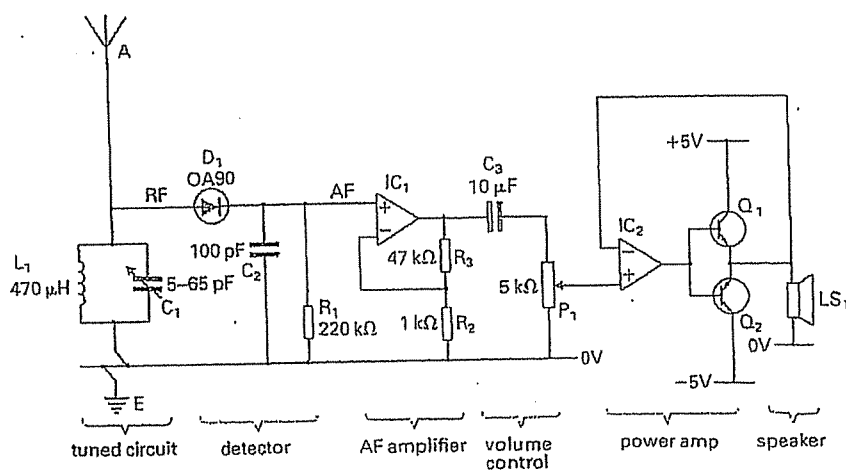 A
D₁
OA90
RF
AF
IC₁
C₃
10 μF
+5V
Q₁
IC₂
L₁
470 μH
5–65 pF
C₁
100 pF
C₂
47 kΩ
R₃
5 kΩ
P₁
R₁
220 kΩ
1 kΩ
R₂
Q₂
LS₁
0V
0V
−5V
E
tuned circuit
detector
AF amplifier
volume
control
power amp
speaker